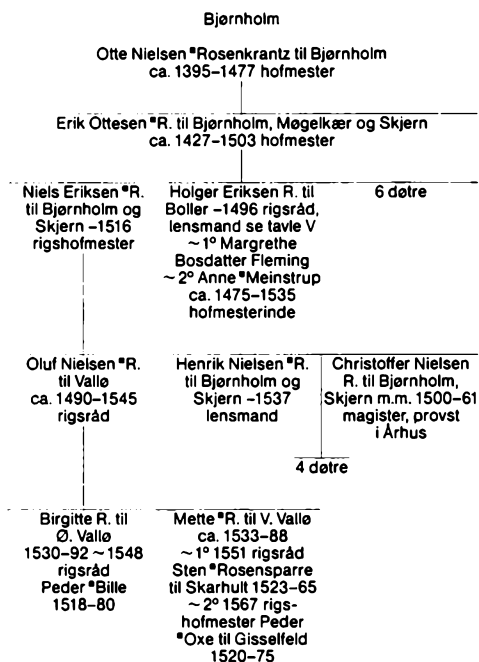 Bjørnholm
Otte Nielsen *Rosenkrantz til Bjørnholm
ca. 1395–1477 hofmester
Erik Ottesen *R. til Bjørnholm, Møgelkær og Skjern
ca. 1427–1503 hofmester
Niels Eriksen *R.
til Bjørnholm og
Skjern –1516
rigshofmester
Holger Eriksen R. til
Boller –1496 rigsråd,
lensmand se tavle V
~ 1° Margrethe
Bosdatter Fleming
~ 2° Anne *Meinstrup
ca. 1475–1535
hofmesterinde
6 døtre
Oluf Nielsen *R.
til Vallø
ca. 1490–1545
rigsråd
Henrik Nielsen *R.
til Bjørnholm og
Skjern –1537
lensmand
Christoffer Nielsen
R. til Bjørnholm,
Skjern m.m. 1500–61
magister, provst
i Århus
4 døtre
Birgitte R. til
Ø. Vallø
1530–92 ~ 1548
rigsråd
Peder *Bille
1518–80
Mette *R. til V. Vallø
ca. 1533–88
~ 1° 1551 rigsråd
Sten *Rosensparre
til Skarhult 1523–65
~ 2° 1567 rigs-
hofmester Peder
*Oxe til Gisselfeld
1520–75